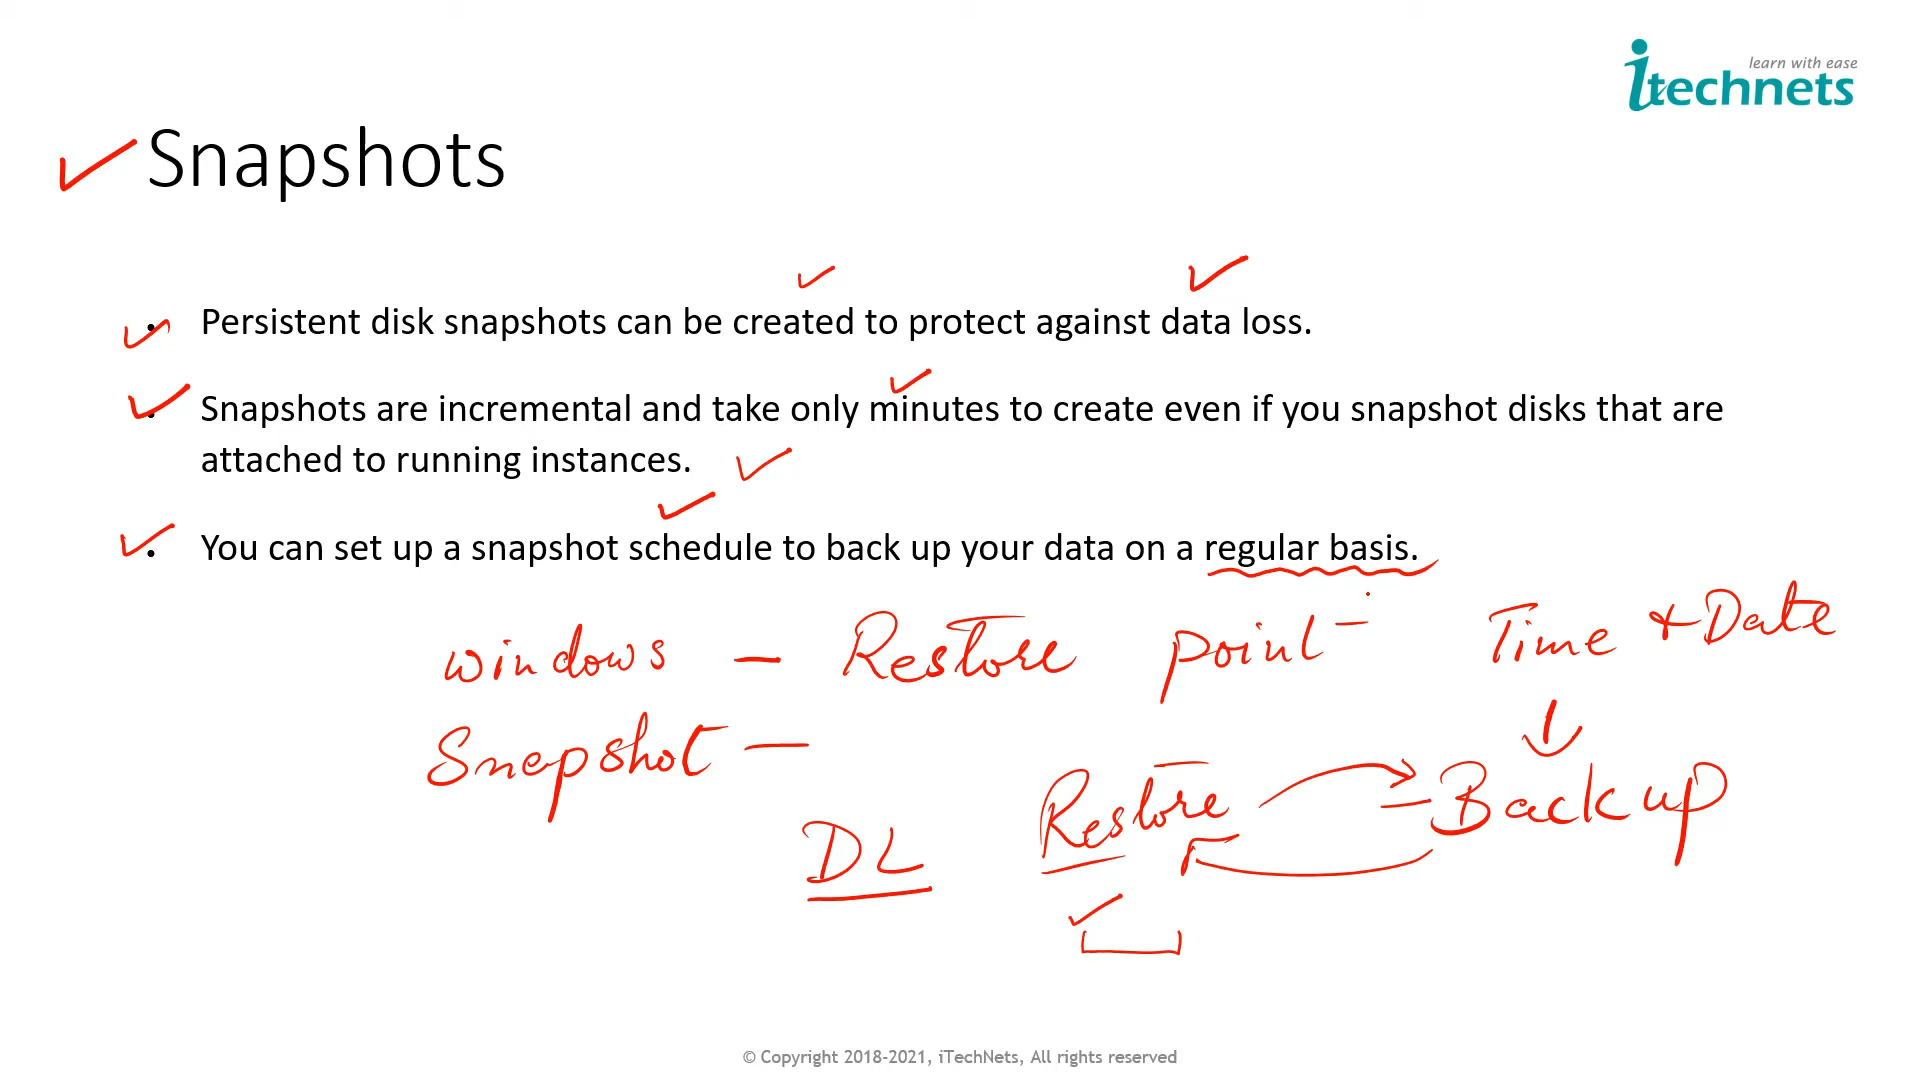 learn with ease
itechnets
Snapshots
• Persistent disk snapshots can be created to protect against data loss.
• Snapshots are incremental and take only minutes to create even if you snapshot disks that are
attached to running instances.
• You can set up a snapshot schedule to back up your data on a regular basis.
windows — Restore point — Time & Date
Snapshot —
Restore — Backup
DL
© Copyright 2018-2021, iTechNets, All rights reserved